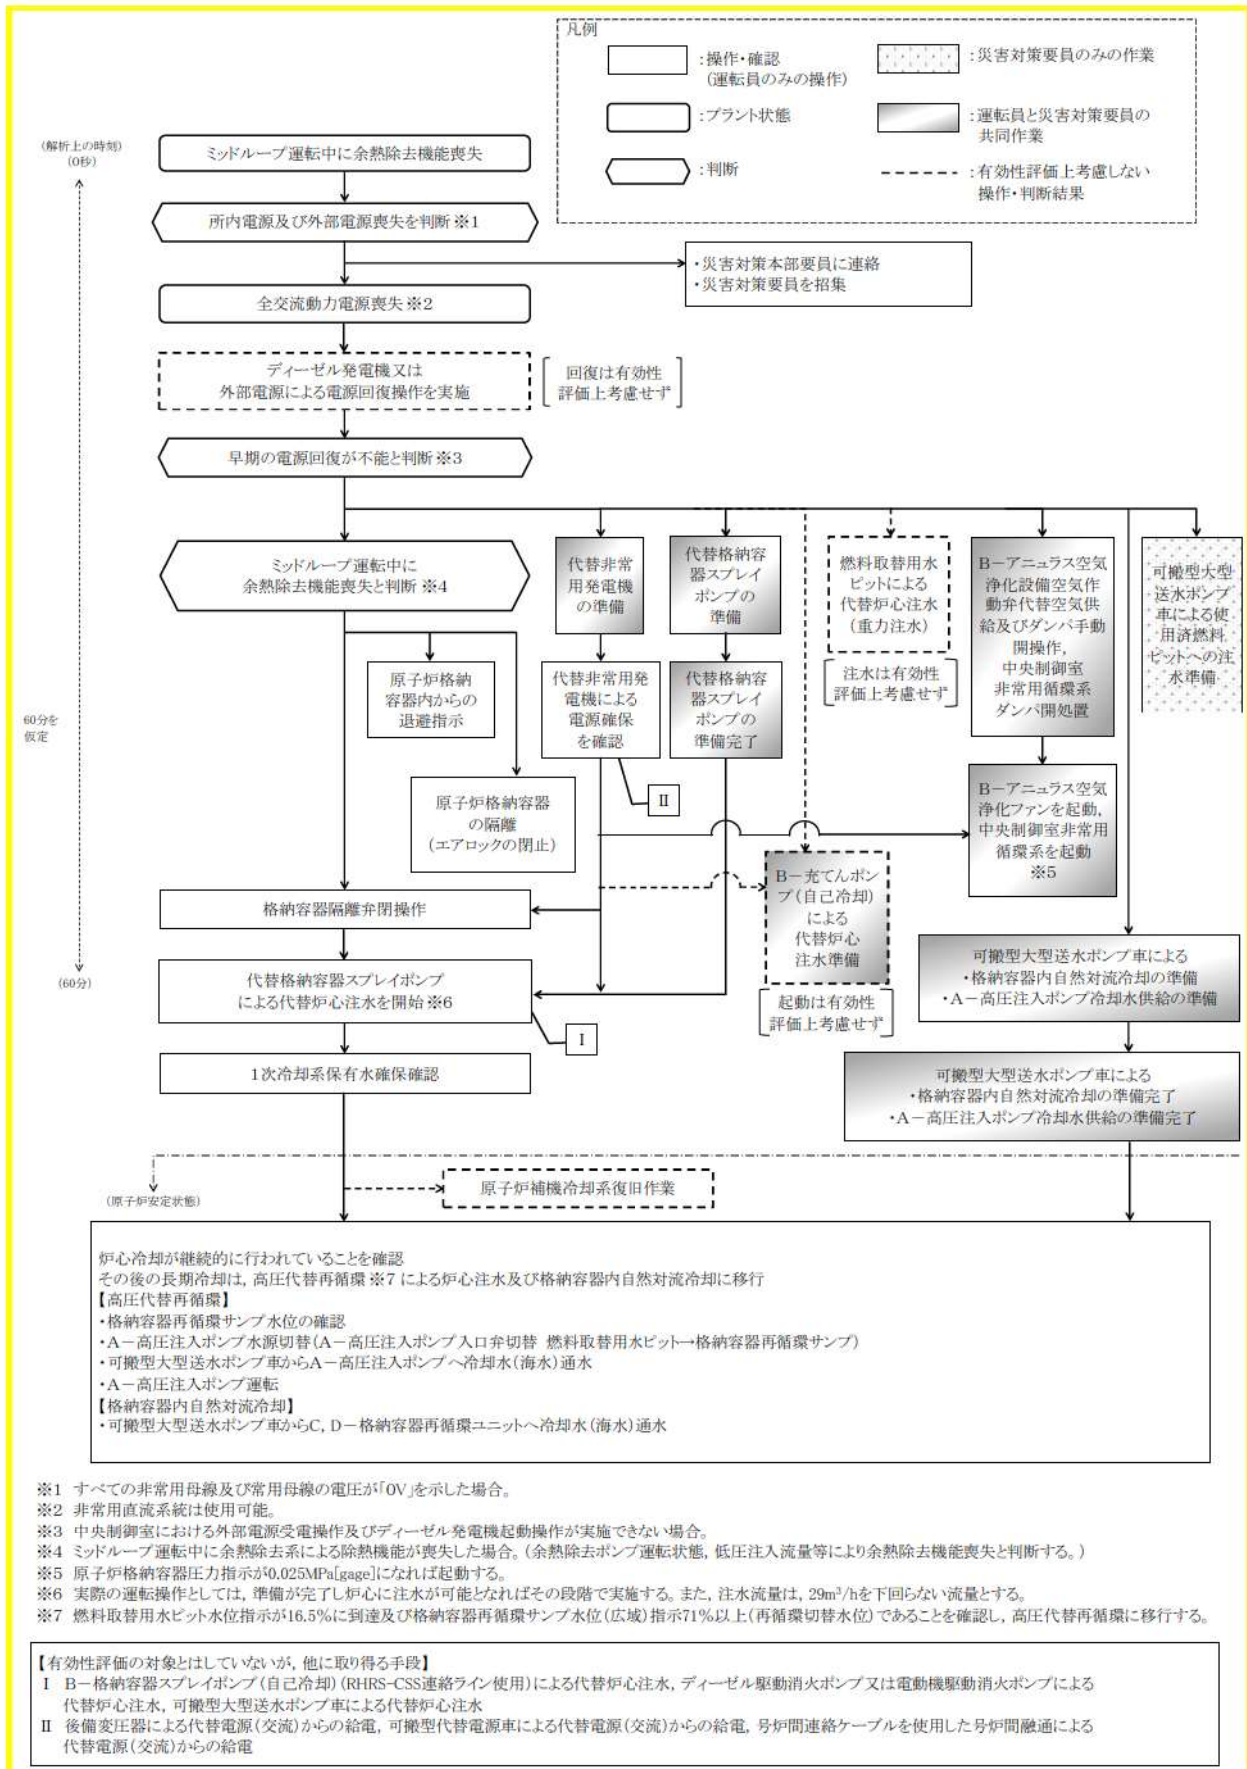 凡例
:操作・確認
(運転員のみの操作)
:災害対策要員のみの作業
:プラント状態
:運転員と災害対策要員の
共同作業
:判断
:有効性評価上考慮しない
操作・判断結果
(解析上の時刻)
(0秒)
ミッドループ運転中に余熱除去機能喪失
所内電源及び外部電源喪失を判断※1
・災害対策本部要員に連絡
・災害対策要員を招集
全交流動力電源喪失※2
ディーゼル発電機又は
外部電源による電源回復操作を実施
回復は有効性
評価上考慮せず
早期の電源回復が不能と判断※3
ミッドループ運転中に
余熱除去機能喪失と判断※4
代替非常
用発電機
の準備
代替格納容
器スプレイ
ポンプの
準備
燃料取替用水
ピットによる
代替炉心注水
(重力注水)
注水は有効性
評価上考慮せず
B-アニュラス空気
浄化設備空気作
動弁代替空気供
給及びダンパ手動
開操作,
中央制御室
非常用循環系
ダンパ開処置
可搬型大型
送水ポンプ
車による使
用済燃料
ピットへの注
水準備
60分を
仮定
原子炉格納
容器内からの
退避指示
代替非常用発
電機による
電源確保
を確認
代替格納容
器スプレイ
ポンプの
準備完了
Ⅱ
原子炉格納容器
の隔離
(エアロックの閉止)
B-アニュラス空気
浄化ファンを起動,
中央制御室非常用
循環系を起動
※5
B-充てんポン
プ(自己冷却)
による
代替炉心
注水準備
起動は有効性
評価上考慮せず
格納容器隔離弁閉操作
(60分)
代替格納容器スプレイポンプ
による代替炉心注水を開始※6
Ⅰ
可搬型大型送水ポンプ車による
・格納容器内自然対流冷却の準備
・A-高圧注入ポンプ冷却水供給の準備
1次冷却系保有水確保確認
可搬型大型送水ポンプ車による
・格納容器内自然対流冷却の準備完了
・A-高圧注入ポンプ冷却水供給の準備完了
(原子炉安定状態)
原子炉補機冷却系復旧作業
炉心冷却が継続的に行われていることを確認
その後の長期冷却は, 高圧代替再循環※7による炉心注水及び格納容器内自然対流冷却に移行
【高圧代替再循環】
・格納容器再循環サンプ水位の確認
・A-高圧注入ポンプ水源切替(A-高圧注入ポンプ入口弁切替 燃料取替用水ピット→格納容器再循環サンプ)
・可搬型大型送水ポンプ車からA-高圧注入ポンプへ冷却水(海水)通水
・A-高圧注入ポンプ運転
【格納容器内自然対流冷却】
・可搬型大型送水ポンプ車からC, D-格納容器再循環ユニットへ冷却水(海水)通水
※1 すべての非常用母線及び常用母線の電圧が「0V」を示した場合。
※2 非常用直流系統は使用可能。
※3 中央制御室における外部電源受電操作及びディーゼル発電機起動操作が実施できない場合。
※4 ミッドループ運転中に余熱除去系による除熱機能が喪失した場合。(余熱除去ポンプ運転状態, 低圧注入流量等により余熱除去機能喪失と判断する。)
※5 原子炉格納容器圧力指示が0.025MPa[gage]になれば起動する。
※6 実際の運転操作としては, 準備が完了し炉心に注水が可能となればその段階で実施する。また, 注水流量は, 29m³/hを下回らない流量とする。
※7 燃料取替用水ピット水位指示が16.5%に到達及び格納容器再循環サンプ水位(広域)指示71%以上(再循環切替水位)であることを確認し, 高圧代替再循環に移行する。
【有効性評価の対象とはしていないが, 他に取り得る手段】
Ⅰ B-格納容器スプレイポンプ(自己冷却)(RHRS-CSS連絡ライン使用)による代替炉心注水, ディーゼル駆動消火ポンプ又は電動機駆動消火ポンプによる
代替炉心注水, 可搬型大型送水ポンプ車による代替炉心注水
Ⅱ 後備変圧器による代替電源(交流)からの給電, 可搬型代替電源車による代替電源(交流)からの給電, 号炉間連絡ケーブルを使用した号炉間融通による
代替電源(交流)からの給電